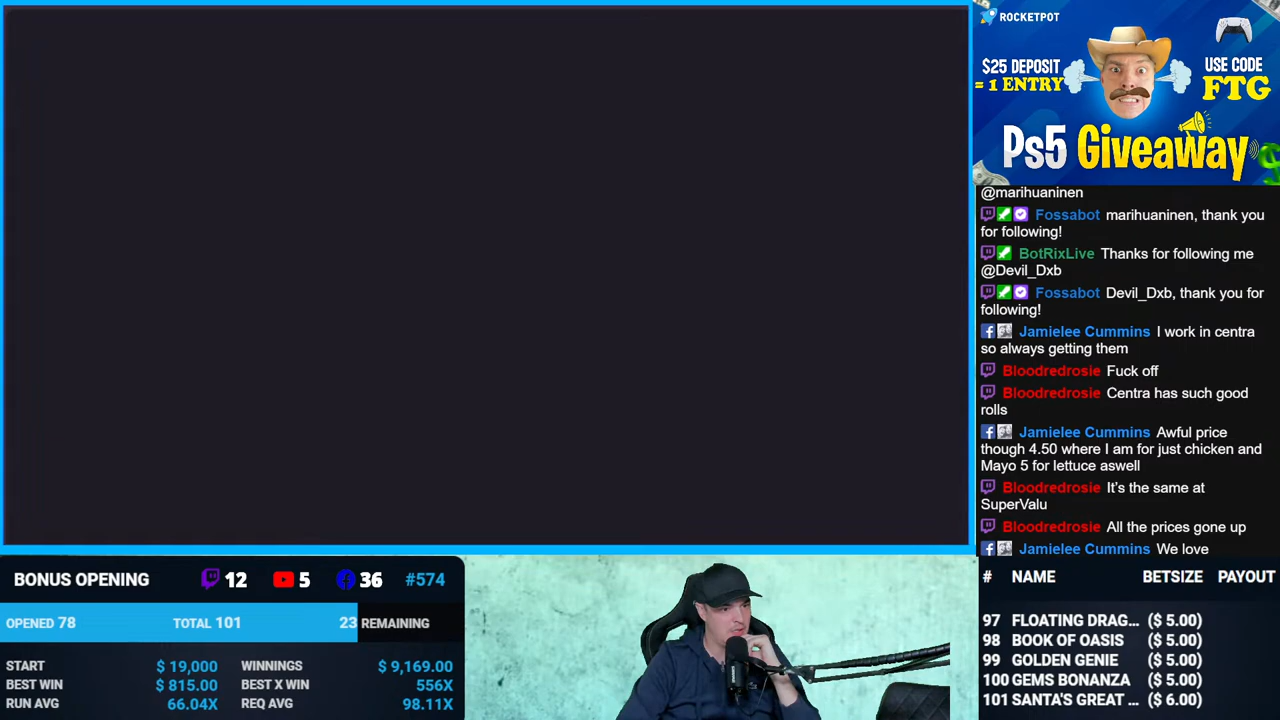 ROCKETPOT
$25 DEPOSIT
= 1 ENTRY
USE CODE
FTG
Ps5 Giveaway
@marihuaninen
Fossabot marihuaninen, thank you
for following!
BotRixLive Thanks for following me
@Devil_Dxb
Fossabot Devil_Dxb, thank you for
following!
Jamielee Cummins I work in centra
so always getting them
Bloodredrosie Fuck off
Bloodredrosie Centra has such good
rolls
Jamielee Cummins Awful price
though 4.50 where I am for just chicken and
Mayo 5 for lettuce aswell
Bloodredrosie It's the same at
SuperValu
Bloodredrosie All the prices gone up
Jamielee Cummins We love
BONUS OPENING 12 5 36 #574
OPENED 78 TOTAL 101 23 REMAINING
START $ 19,000 WINNINGS $ 9,169.00
BEST WIN $ 815.00 BEST X WIN 556X
RUN AVG 66.04X REQ AVG 98.11X
# NAME BETSIZE PAYOUT
97 FLOATING DRAG... ($ 5.00)
98 BOOK OF OASIS ($ 5.00)
99 GOLDEN GENIE ($ 5.00)
100 GEMS BONANZA ($ 5.00)
101 SANTA'S GREAT ... ($ 6.00)